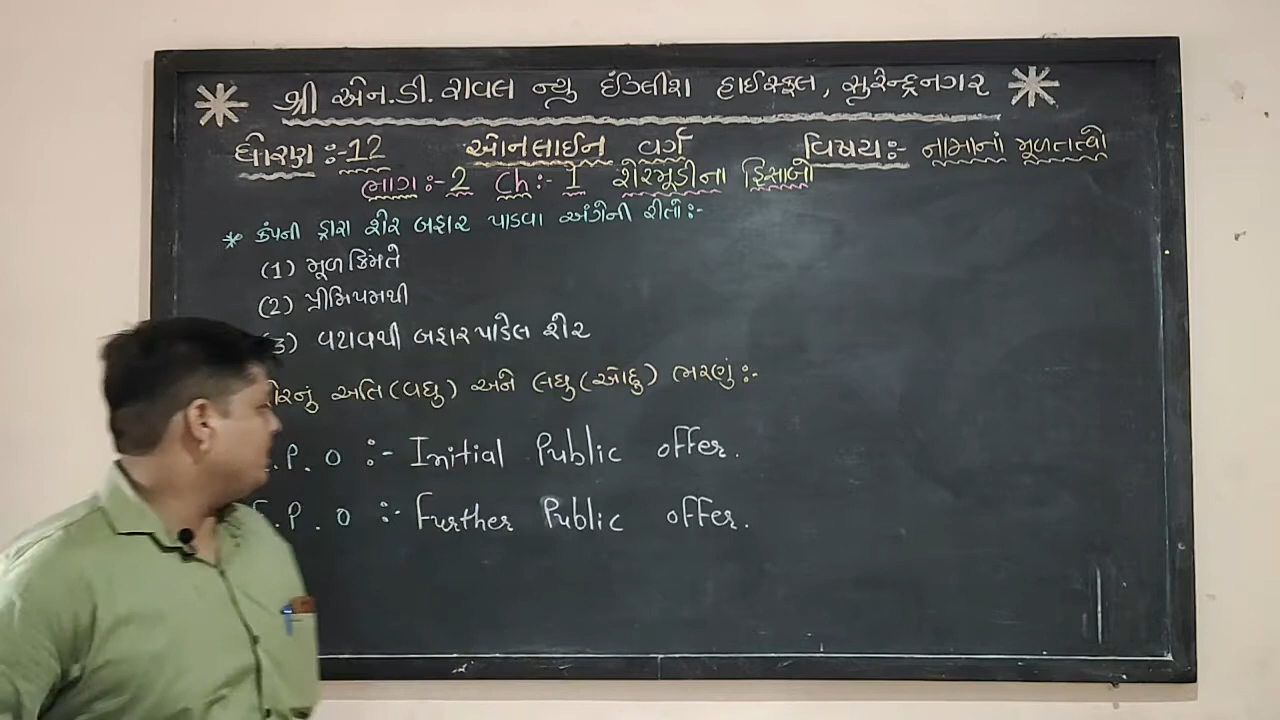 શ્રી એન.ડી. રાવલ ન્યુ ઇંગ્લીશ હાઈસ્કૂલ, સુરેન્દ્રનગર
ધોરણ :- 12 ઓનલાઈન વર્ગ વિષય:- નામાનાં મૂળતત્વો
ભાગ:- 2 Ch:- 1 શેરમૂડીના હિસાબો
* કંપની દ્વારા શેર બહાર પાડવા અંગેની રીતો:-
(1) મૂળકિંમતે
(2) પ્રીમિયમથી
3) વટાવથી બહાર પાડેલ શેર
અતિ (વધુ) અને લઘુ (ઓછુ) ભરણું:-
.P.O :- Initial Public offer.
.P.O :- Further Public offer.